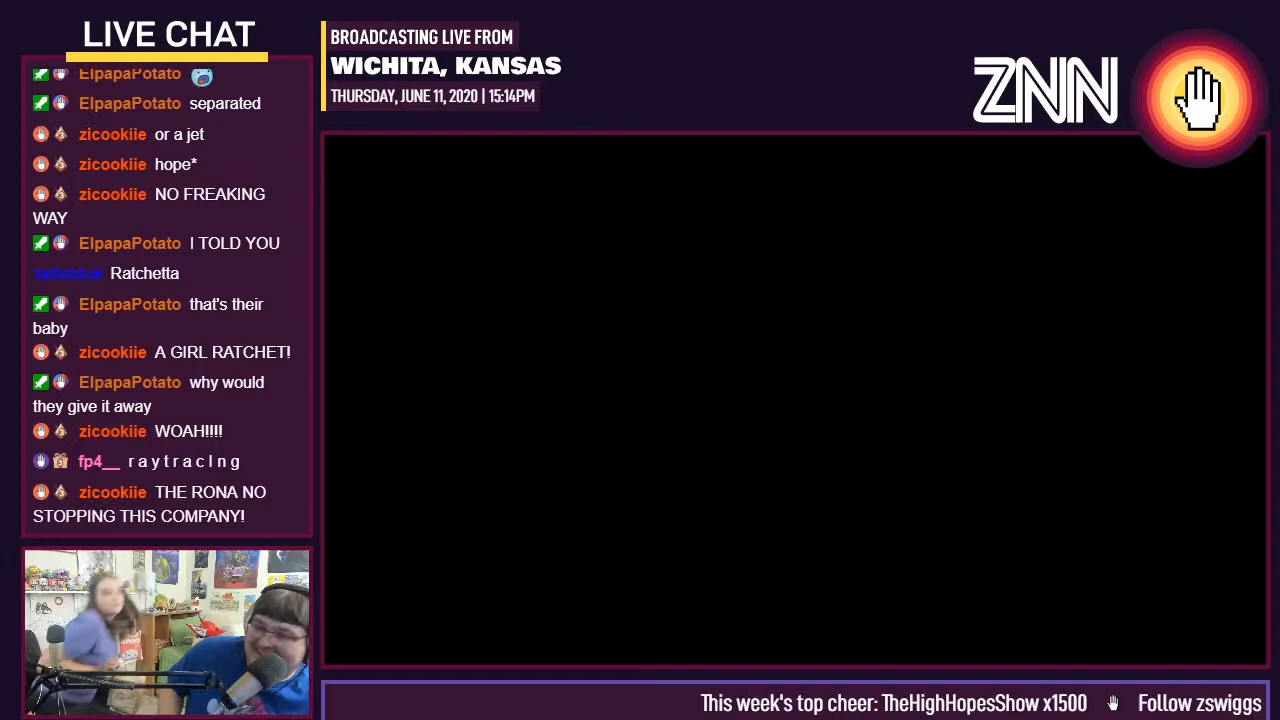 LIVE CHAT
ElpapaPotato
ElpapaPotato separated
zicookiie or a jet
zicookiie hope*
zicookiie NO FREAKING
WAY
ElpapaPotato I TOLD YOU
tattoblue Ratchetta
ElpapaPotato that's their
baby
zicookiie A GIRL RATCHET!
ElpapaPotato why would
they give it away
zicookiie WOAH!!!!
fp4__ r a y t r a c I n g
zicookiie THE RONA NO
STOPPING THIS COMPANY!
BROADCASTING LIVE FROM
WICHITA, KANSAS
THURSDAY, JUNE 11, 2020 | 15:14PM
ZNN
This week's top cheer: TheHighHopesShow x1500 Follow zswiggs